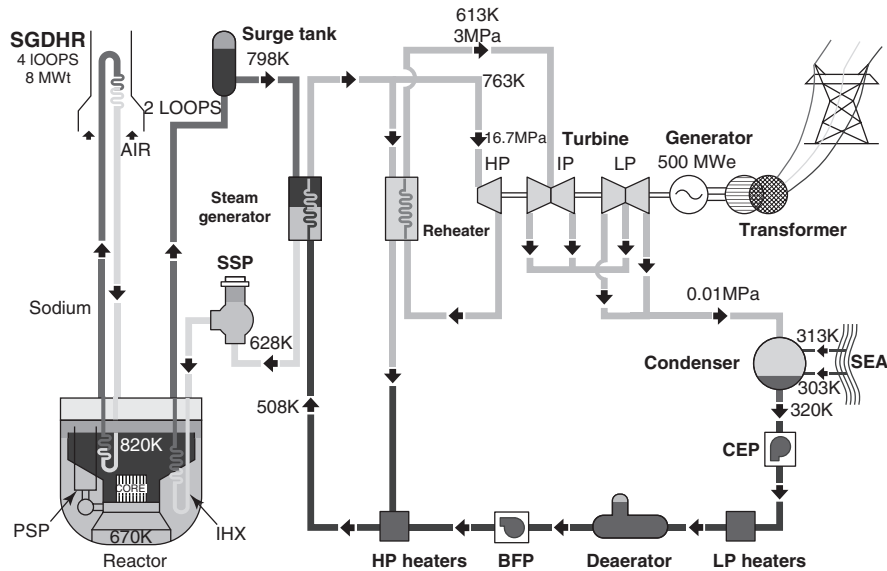 SGDHR
4 lOOPS
8 MWt
AIR
Surge tank
798K
2 LOOPS
613K
3MPa
763K
16.7MPa
Turbine
HP
IP
LP
Generator
500 MWe
Transformer
Steam
generator
Reheater
SSP
Sodium
628K
508K
0.01MPa
Condenser
313K
SEA
303K
320K
CEP
820K
CORE
PSP
670K
IHX
Reactor
HP heaters
BFP
Deaerator
LP heaters